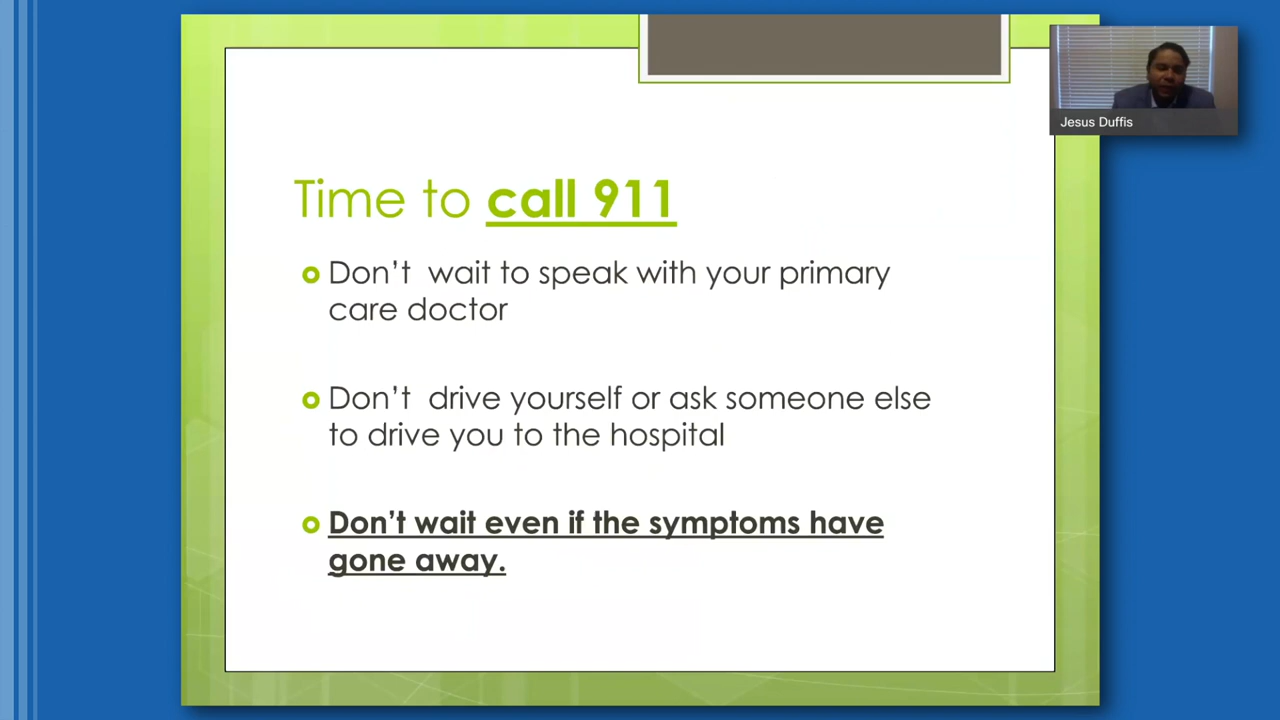 Jesus Duffis
Time to call 911
Don't wait to speak with your primary
care doctor
Don't drive yourself or ask someone else
to drive you to the hospital
Don't wait even if the symptoms have
gone away.